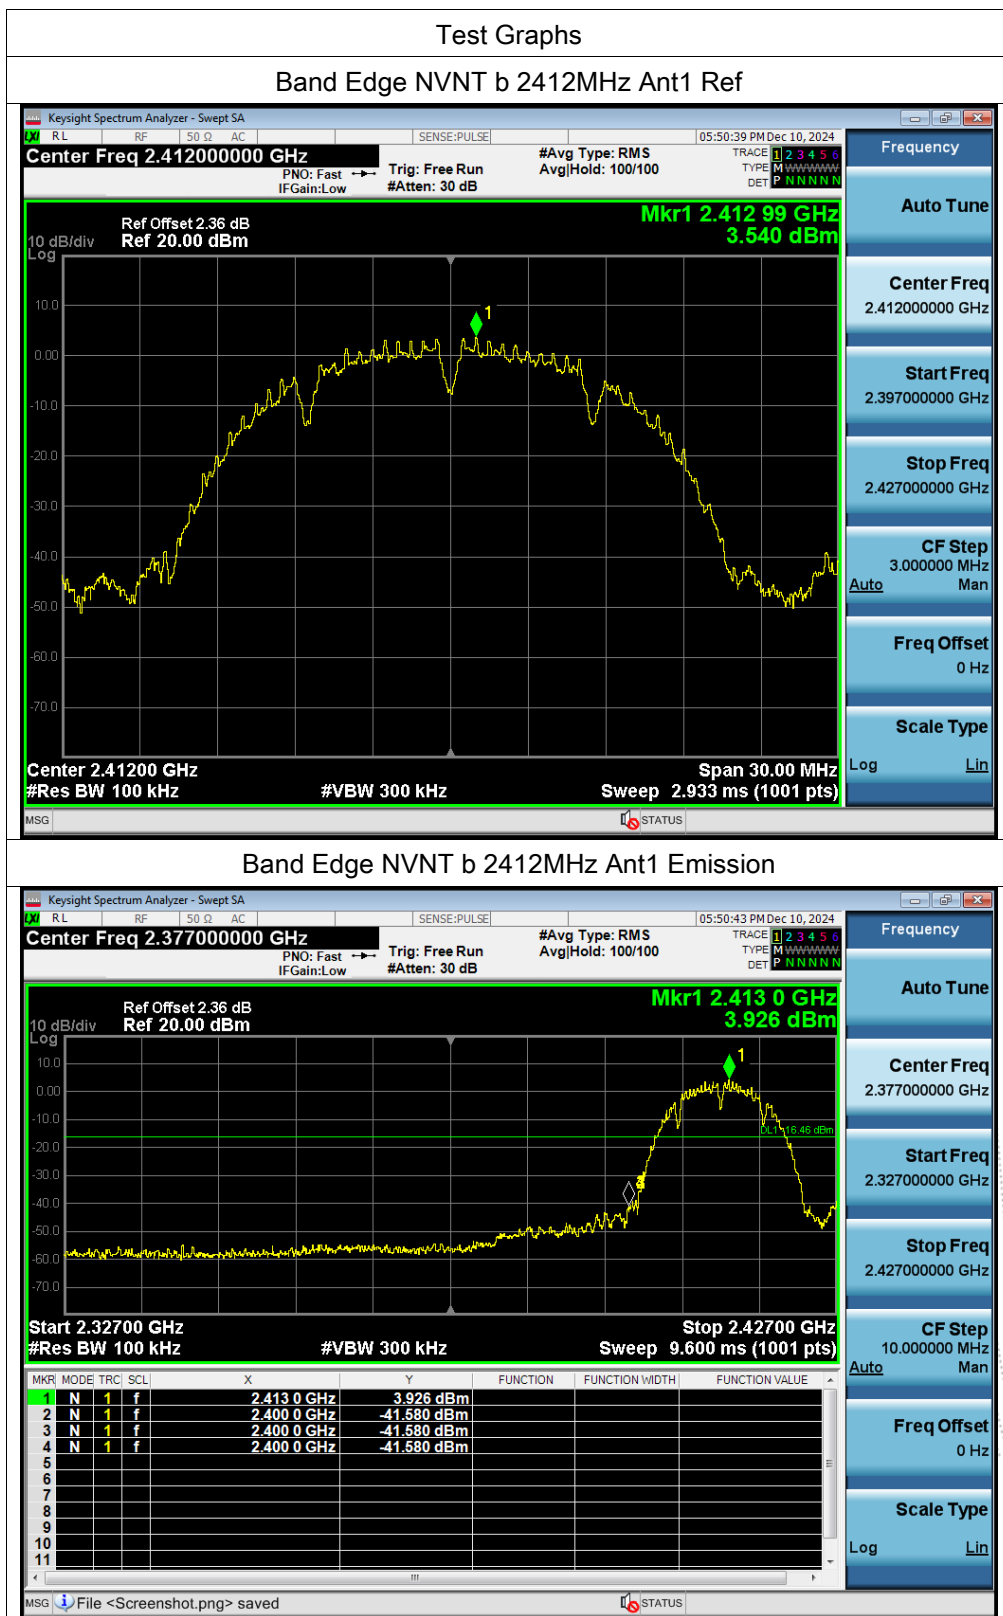 Test Graphs
Band Edge NVNT b 2412MHz Ant1 Ref
Keysight Spectrum Analyzer - Swept SA
LXI RL RF 50 Ω AC SENSE:PULSE 05:50:39 PM Dec 10, 2024
Center Freq 2.412000000 GHz
PNO: Fast
IFGain:Low
Trig: Free Run
#Atten: 30 dB
#Avg Type: RMS
Avg|Hold: 100/100
TRACE 1 2 3 4 5 6
TYPE M WWWWW
DET P N N N N N
Frequency
Auto Tune
Center Freq
2.412000000 GHz
Start Freq
2.397000000 GHz
Stop Freq
2.427000000 GHz
CF Step
3.000000 MHz
Auto Man
Freq Offset
0 Hz
Scale Type
Log Lin
Mkr1 2.412 99 GHz
3.540 dBm
Ref Offset 2.36 dB
10 dB/div Ref 20.00 dBm
Log
1
10.0
0.00
-10.0
-20.0
-30.0
-40.0
-50.0
-60.0
-70.0
Center 2.41200 GHz Span 30.00 MHz
#Res BW 100 kHz #VBW 300 kHz Sweep 2.933 ms (1001 pts)
MSG STATUS
Band Edge NVNT b 2412MHz Ant1 Emission
Keysight Spectrum Analyzer - Swept SA
LXI RL RF 50 Ω AC SENSE:PULSE 05:50:43 PM Dec 10, 2024
Center Freq 2.377000000 GHz
PNO: Fast
IFGain:Low
Trig: Free Run
#Atten: 30 dB
#Avg Type: RMS
Avg|Hold: 100/100
TRACE 1 2 3 4 5 6
TYPE M WWWWW
DET P N N N N N
Frequency
Auto Tune
Center Freq
2.377000000 GHz
Start Freq
2.327000000 GHz
Stop Freq
2.427000000 GHz
CF Step
10.000000 MHz
Auto Man
Freq Offset
0 Hz
Scale Type
Log Lin
Mkr1 2.413 0 GHz
3.926 dBm
Ref Offset 2.36 dB
10 dB/div Ref 20.00 dBm
Log
1
10.0
0.00
-10.0
DL1 -16.46 dBm
-20.0
-30.0
-40.0
-50.0
-60.0
-70.0
Start 2.32700 GHz Stop 2.42700 GHz
#Res BW 100 kHz #VBW 300 kHz Sweep 9.600 ms (1001 pts)
MKR MODE TRC SCL X Y FUNCTION FUNCTION WIDTH FUNCTION VALUE
1 N 1 f 2.413 0 GHz 3.926 dBm
2 N 1 f 2.400 0 GHz -41.580 dBm
3 N 1 f 2.400 0 GHz -41.580 dBm
4 N 1 f 2.400 0 GHz -41.580 dBm
5
6
7
8
9
10
11
MSG File <Screenshot.png> saved STATUS